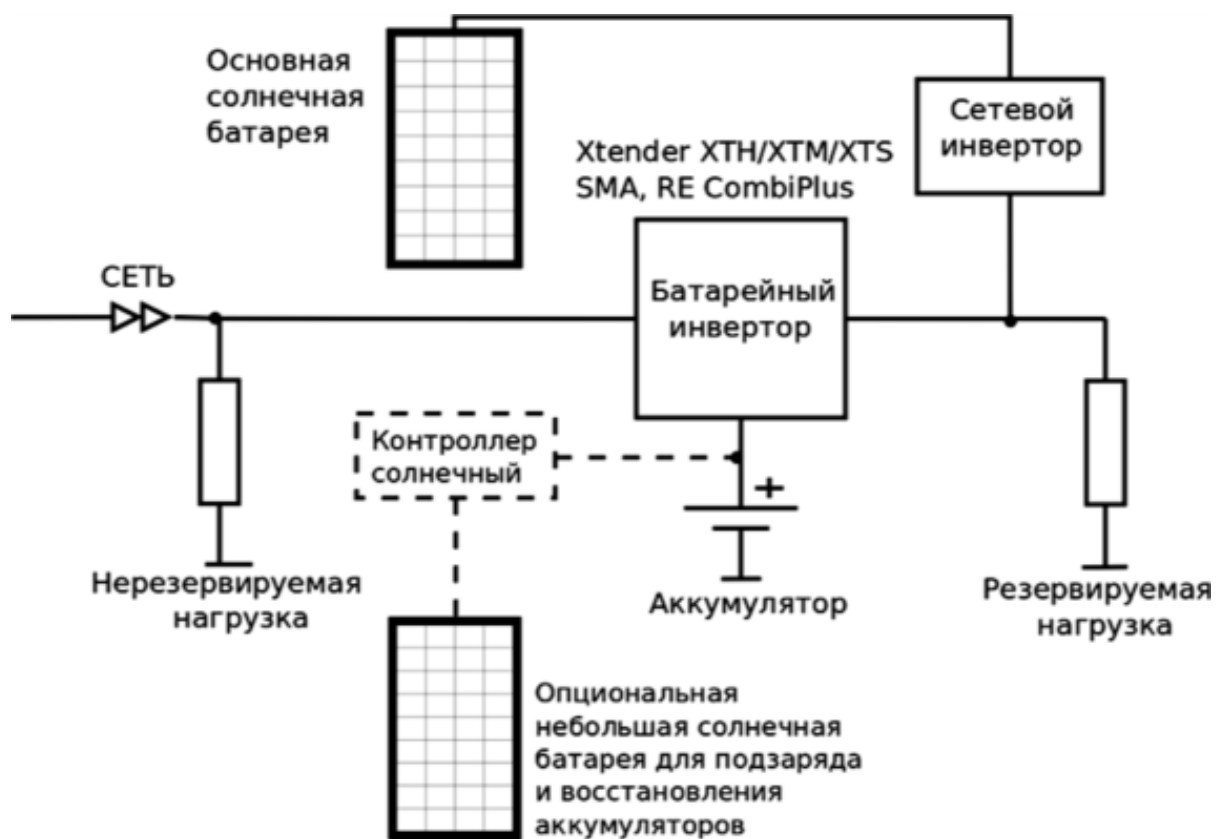 Основная
солнечная
батарея
Сетевой
инвертор
Xtender XTH/XTM/XTS
SMA, RE CombiPlus
СЕТЬ
Батарейный
инвертор
Контроллер
солнечный
+
Нерезервируемая
нагрузка
Аккумулятор
Резервируемая
нагрузка
Опциональная
небольшая солнечная
батарея для подзаряда
и восстановления
аккумуляторов